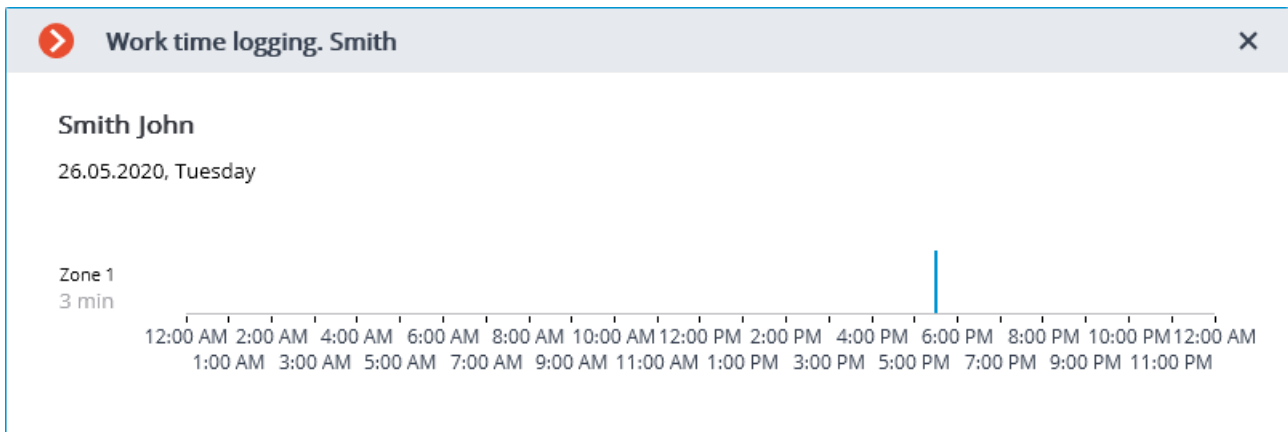 Work time logging. Smith
Smith John
26.05.2020, Tuesday
Zone 1
3 min
12:00 AM 2:00 AM 4:00 AM 6:00 AM 8:00 AM 10:00 AM 12:00 PM 2:00 PM 4:00 PM 6:00 PM 8:00 PM 10:00 PM 12:00 AM
1:00 AM 3:00 AM 5:00 AM 7:00 AM 9:00 AM 11:00 AM 1:00 PM 3:00 PM 5:00 PM 7:00 PM 9:00 PM 11:00 PM